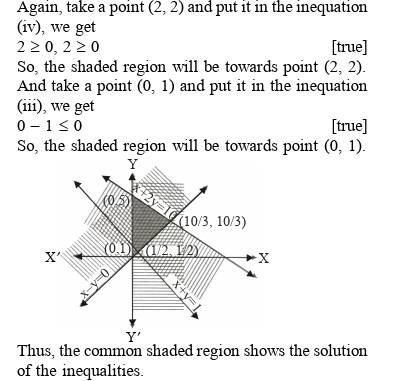 Again, take a point (2, 2) and put it in the inequation
(iv), we get
2 ≥ 0, 2 ≥ 0 [true]
So, the shaded region will be towards point (2, 2).
And take a point (0, 1) and put it in the inequation
(iii), we get
0 – 1 ≤ 0 [true]
So, the shaded region will be towards point (0, 1).
Y
x+2y=10
(0,5)
(10/3, 10/3)
X′ (0,1) (1/2, 1/2) X
x–y=0 x+y=1
Y′
Thus, the common shaded region shows the solution
of the inequalities.